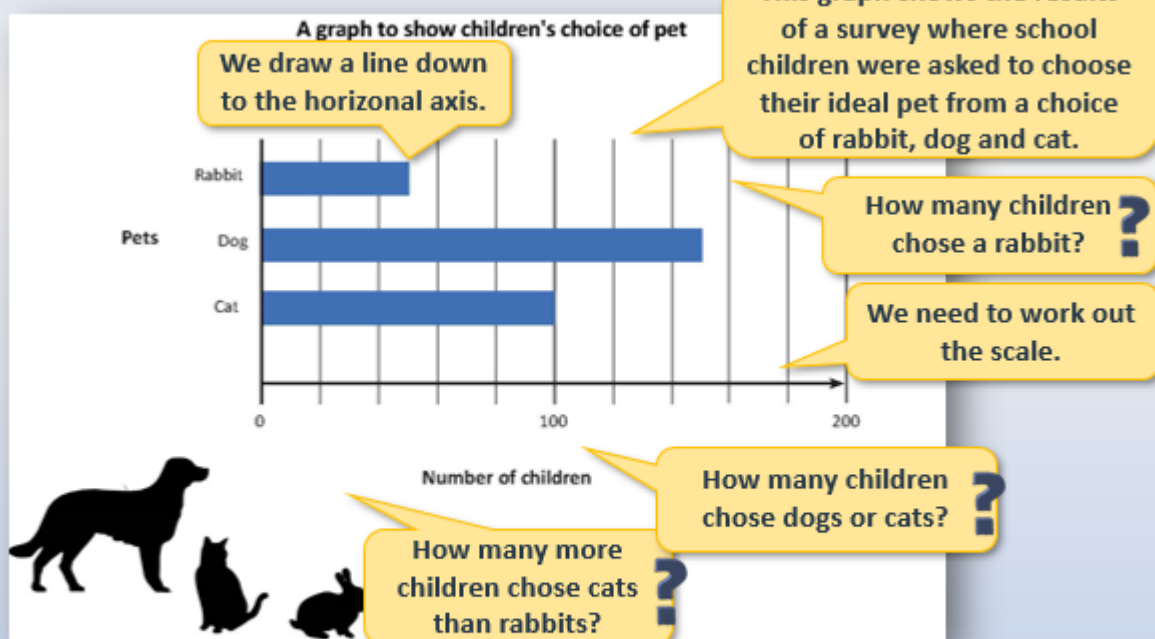 of a survey where school
children were asked to choose
their ideal pet from a choice
of rabbit, dog and cat.
A graph to show children's choice of pet
We draw a line down
to the horizonal axis.
Rabbit
Pets
Dog
Cat
How many children
chose a rabbit?
?
We need to work out
the scale.
0
100
200
Number of children
How many children
chose dogs or cats?
?
How many more
children chose cats
than rabbits?
?